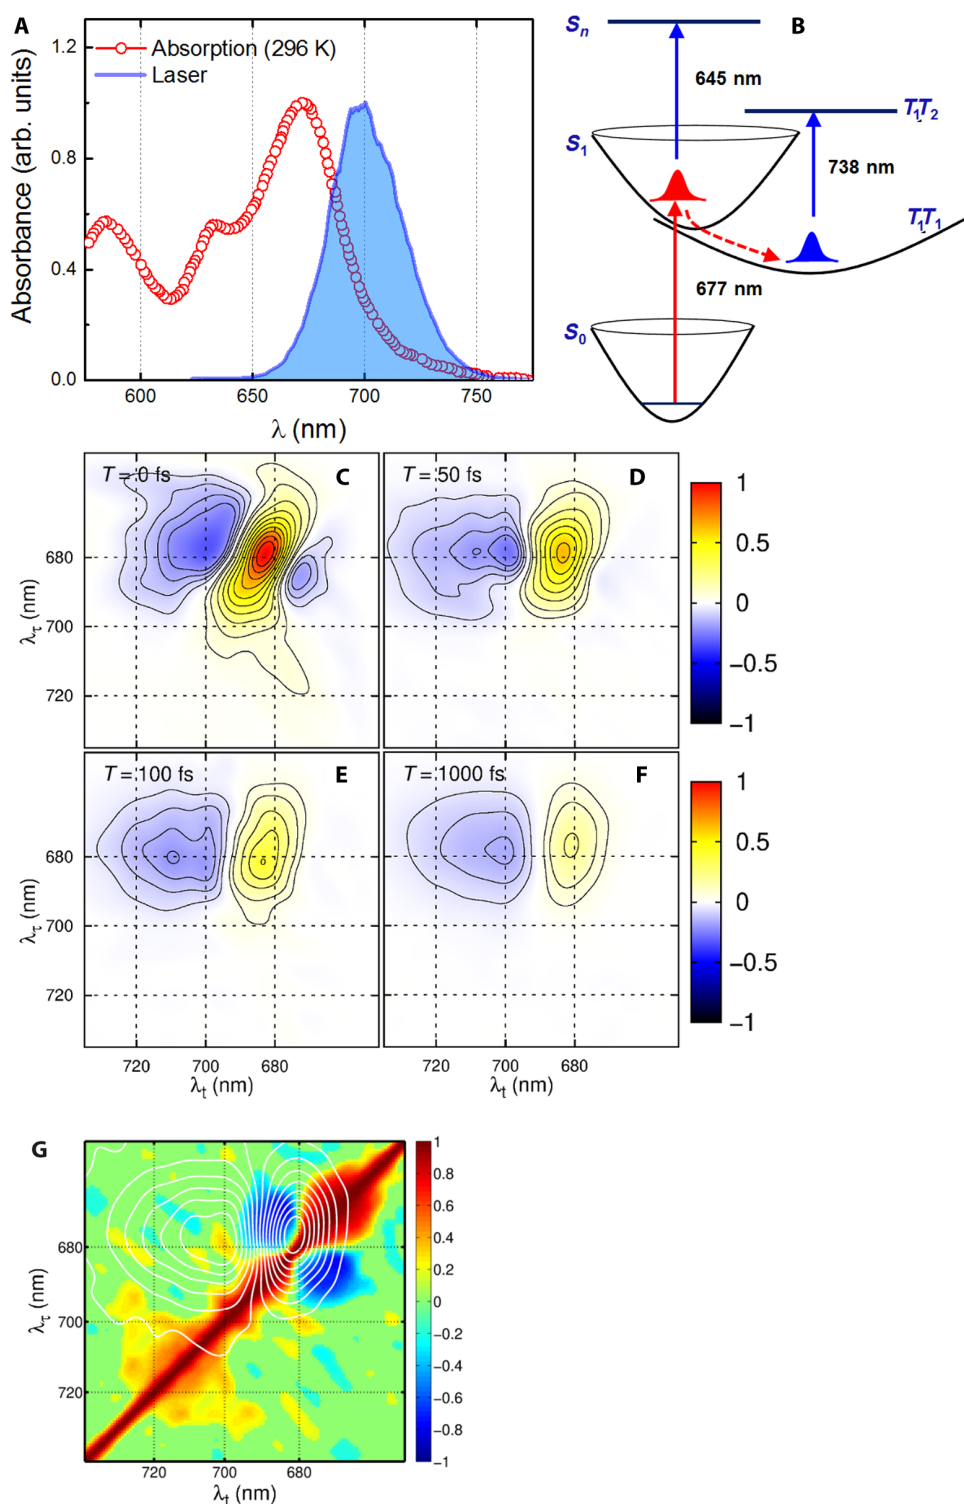 A
Absorbance (arb. units)
1.2
0.8
0.4
0.0
Absorption (296 K)
Laser
600
650
700
750
λ (nm)
B
Sn
645 nm
T1T2
S1
738 nm
T1T1
677 nm
S0
T = 0 fs
C
T = 50 fs
D
λτ (nm)
680
700
720
1
0.5
0
−0.5
−1
T = 100 fs
E
T = 1000 fs
F
λτ (nm)
680
700
720
1
0.5
0
−0.5
−1
720
700
680
720
700
680
λt (nm)
λt (nm)
G
λτ (nm)
680
700
720
1
0.8
0.6
0.4
0.2
0
−0.2
−0.4
−0.6
−0.8
−1
720
700
680
λt (nm)